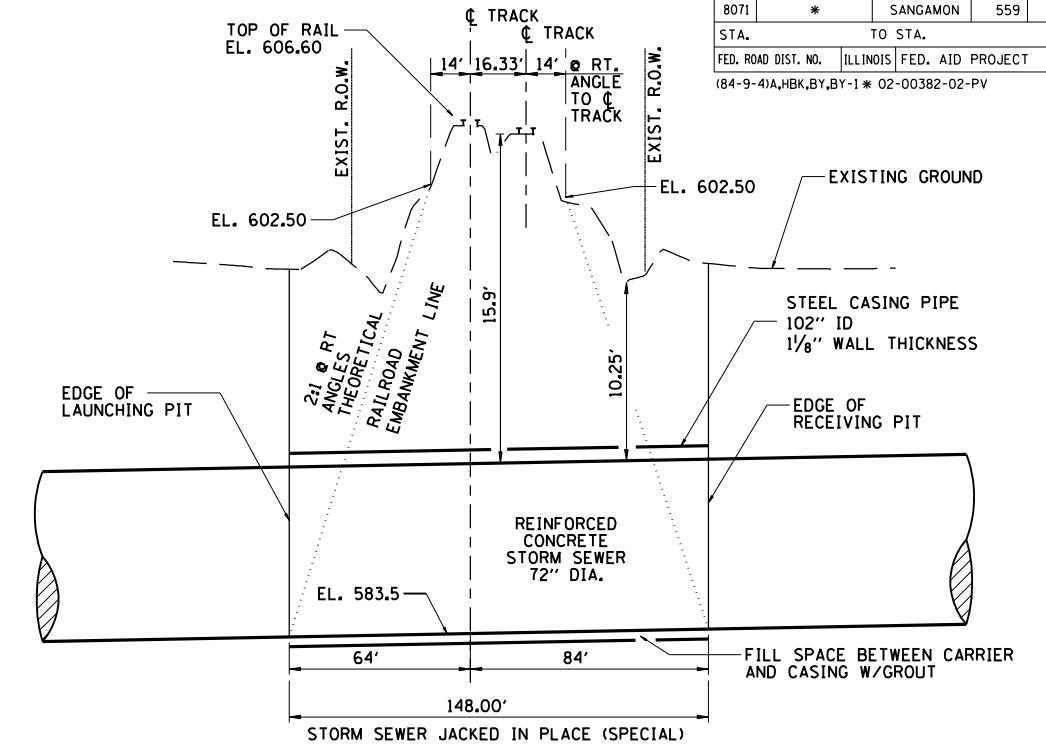 8071 * SANGAMON 559
STA. TO STA.
FED. ROAD DIST. NO. ILLINOIS FED. AID PROJECT
(84-9-4)A,HBK,BY,BY-1 * 02-00382-02-PV
℄ TRACK
℄ TRACK
TOP OF RAIL
EL. 606.60
14' 16.33' 14'
@ RT.
ANGLE
TO ℄
TRACK
EXIST. R.O.W.
EXIST. R.O.W.
EL. 602.50
EL. 602.50
EXISTING GROUND
15.9'
10.25'
2:1 @ RT
ANGLES
THEORETICAL
RAILROAD
EMBANKMENT LINE
STEEL CASING PIPE
102'' ID
1 1/8'' WALL THICKNESS
EDGE OF
LAUNCHING PIT
EDGE OF
RECEIVING PIT
REINFORCED
CONCRETE
STORM SEWER
72'' DIA.
EL. 583.5
64' 84'
FILL SPACE BETWEEN CARRIER
AND CASING W/GROUT
148.00'
STORM SEWER JACKED IN PLACE (SPECIAL)